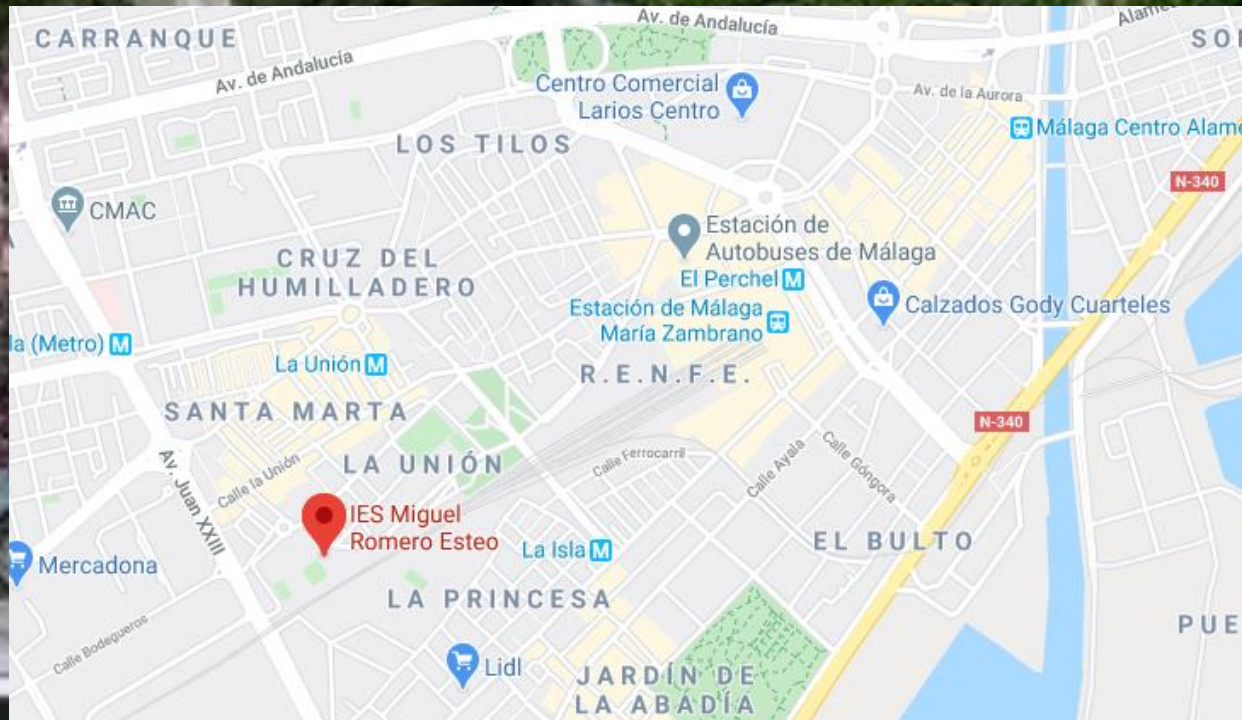 CARRANQUE
Av. de Andalucía
Av. de Andalucía
Centro Comercial
Larios Centro
Av. de la Aurora
Málaga Centro
LOS TILOS
N-340
CMAC
Estación de
Autobuses de Málaga
CRUZ DEL
HUMILLADERO
El Perchel M
Estación de Málaga
María Zambrano
Calzados Gody Cuarteles
(Metro) M
La Unión M
R.E.N.F.E.
SANTA MARTA
N-340
Av. Juan XXIII
Calle la Unión
LA UNIÓN
Calle Ferrocarril
Calle Ayala
Calle Góngora
IES Miguel
Romero Esteo
La Isla M
EL BULTO
Mercadona
LA PRINCESA
Calle Bodegueros
Lidl
JARDÍN DE
LA ABADÍA